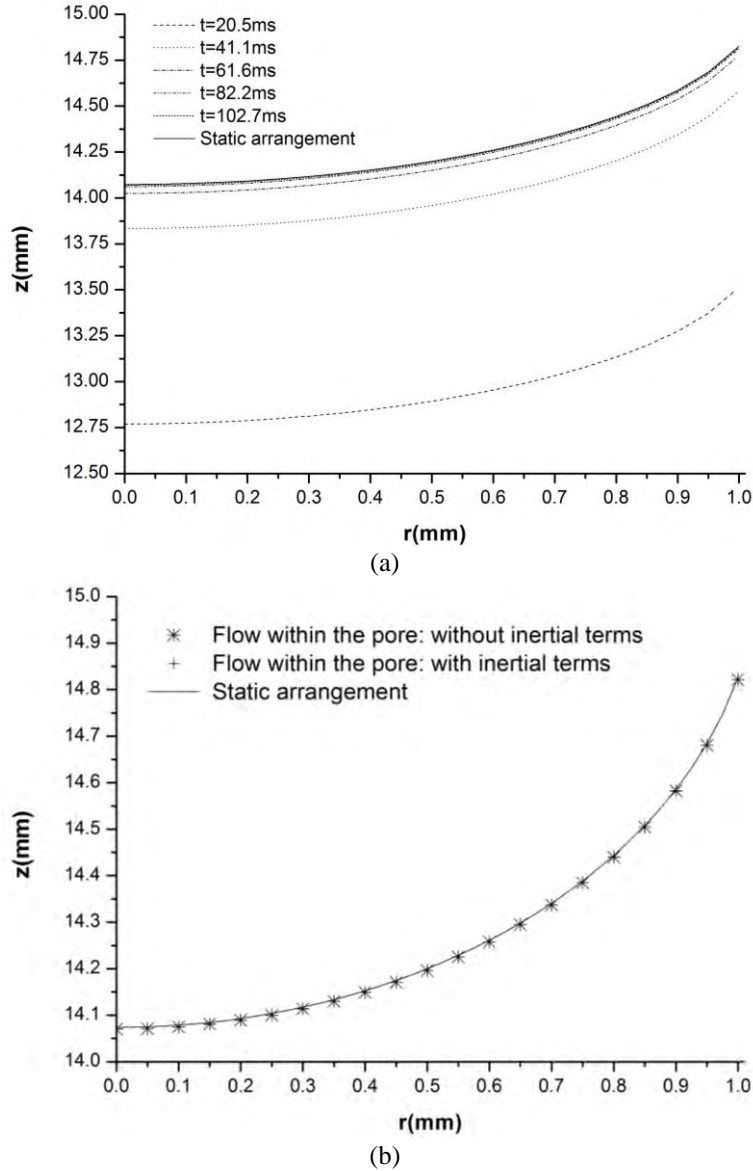 15.00
14.75
14.50
14.25
14.00
13.75
13.50
13.25
13.00
12.75
12.50
z(mm)
t=20.5ms
t=41.1ms
t=61.6ms
t=82.2ms
t=102.7ms
Static arrangement
0.0 0.1 0.2 0.3 0.4 0.5 0.6 0.7 0.8 0.9 1.0
r(mm)
(a)
15.0
14.9
14.8
14.7
14.6
14.5
14.4
14.3
14.2
14.1
14.0
z(mm)
Flow within the pore: without inertial terms
Flow within the pore: with inertial terms
Static arrangement
0.0 0.1 0.2 0.3 0.4 0.5 0.6 0.7 0.8 0.9 1.0
r(mm)
(b)